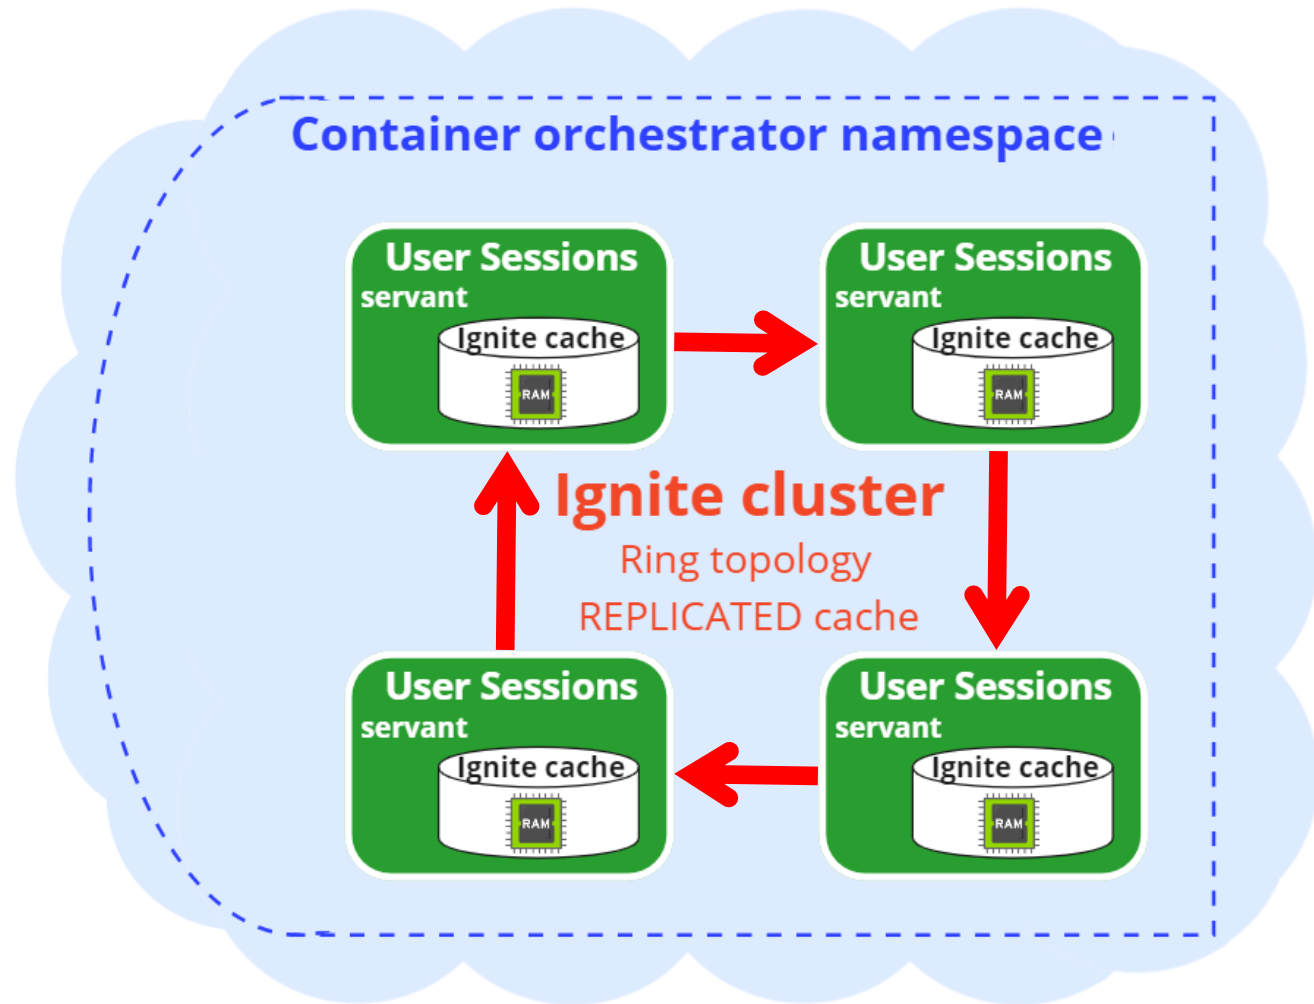 Container orchestrator namespace
User Sessions
servant
Ignite cache
RAM
User Sessions
servant
Ignite cache
RAM
Ignite cluster
Ring topology
REPLICATED cache
User Sessions
servant
Ignite cache
RAM
User Sessions
servant
Ignite cache
RAM